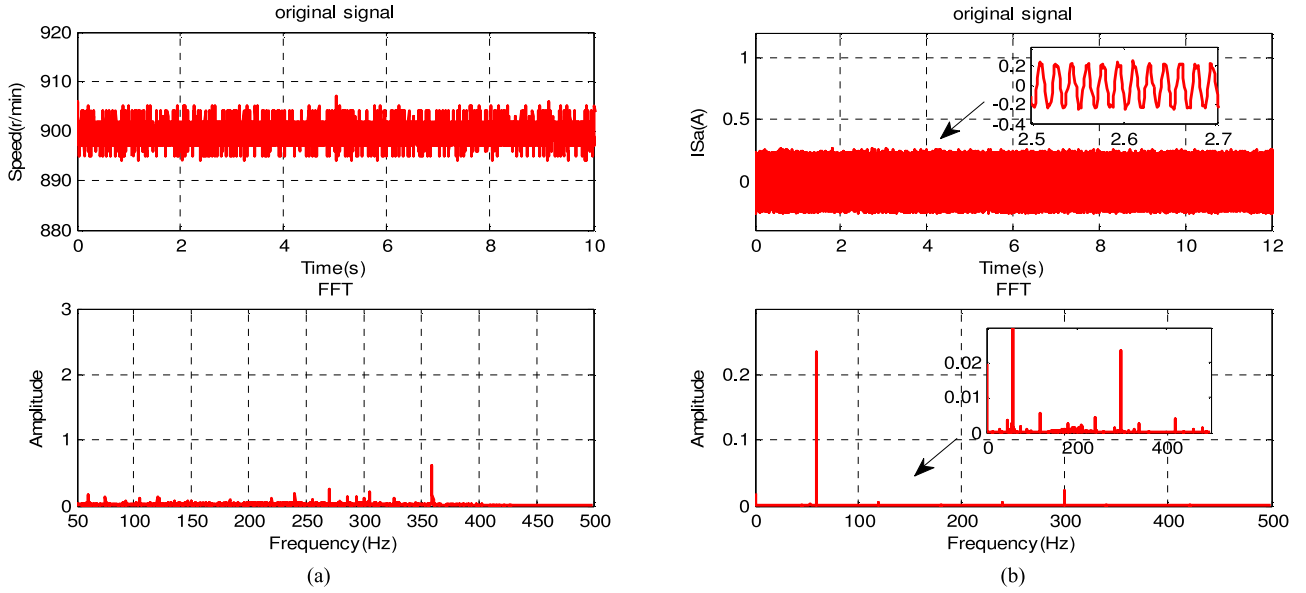 original signal
920
910
900
890
880
Speed(r/min)
0 2 4 6 8 10
Time(s)
FFT
3
2
1
0
Amplitude
50 100 150 200 250 300 350 400 450 500
Frequency(Hz)
(a)
original signal
1
0.5
0
ISa(A)
0.2
0
-0.2
-0.4
2.5 2.6 2.7
0 2 4 6 8 10 12
Time(s)
FFT
0.2
0.1
0
Amplitude
0.02
0.01
0
0 200 400
0 100 200 300 400 500
Frequency(Hz)
(b)